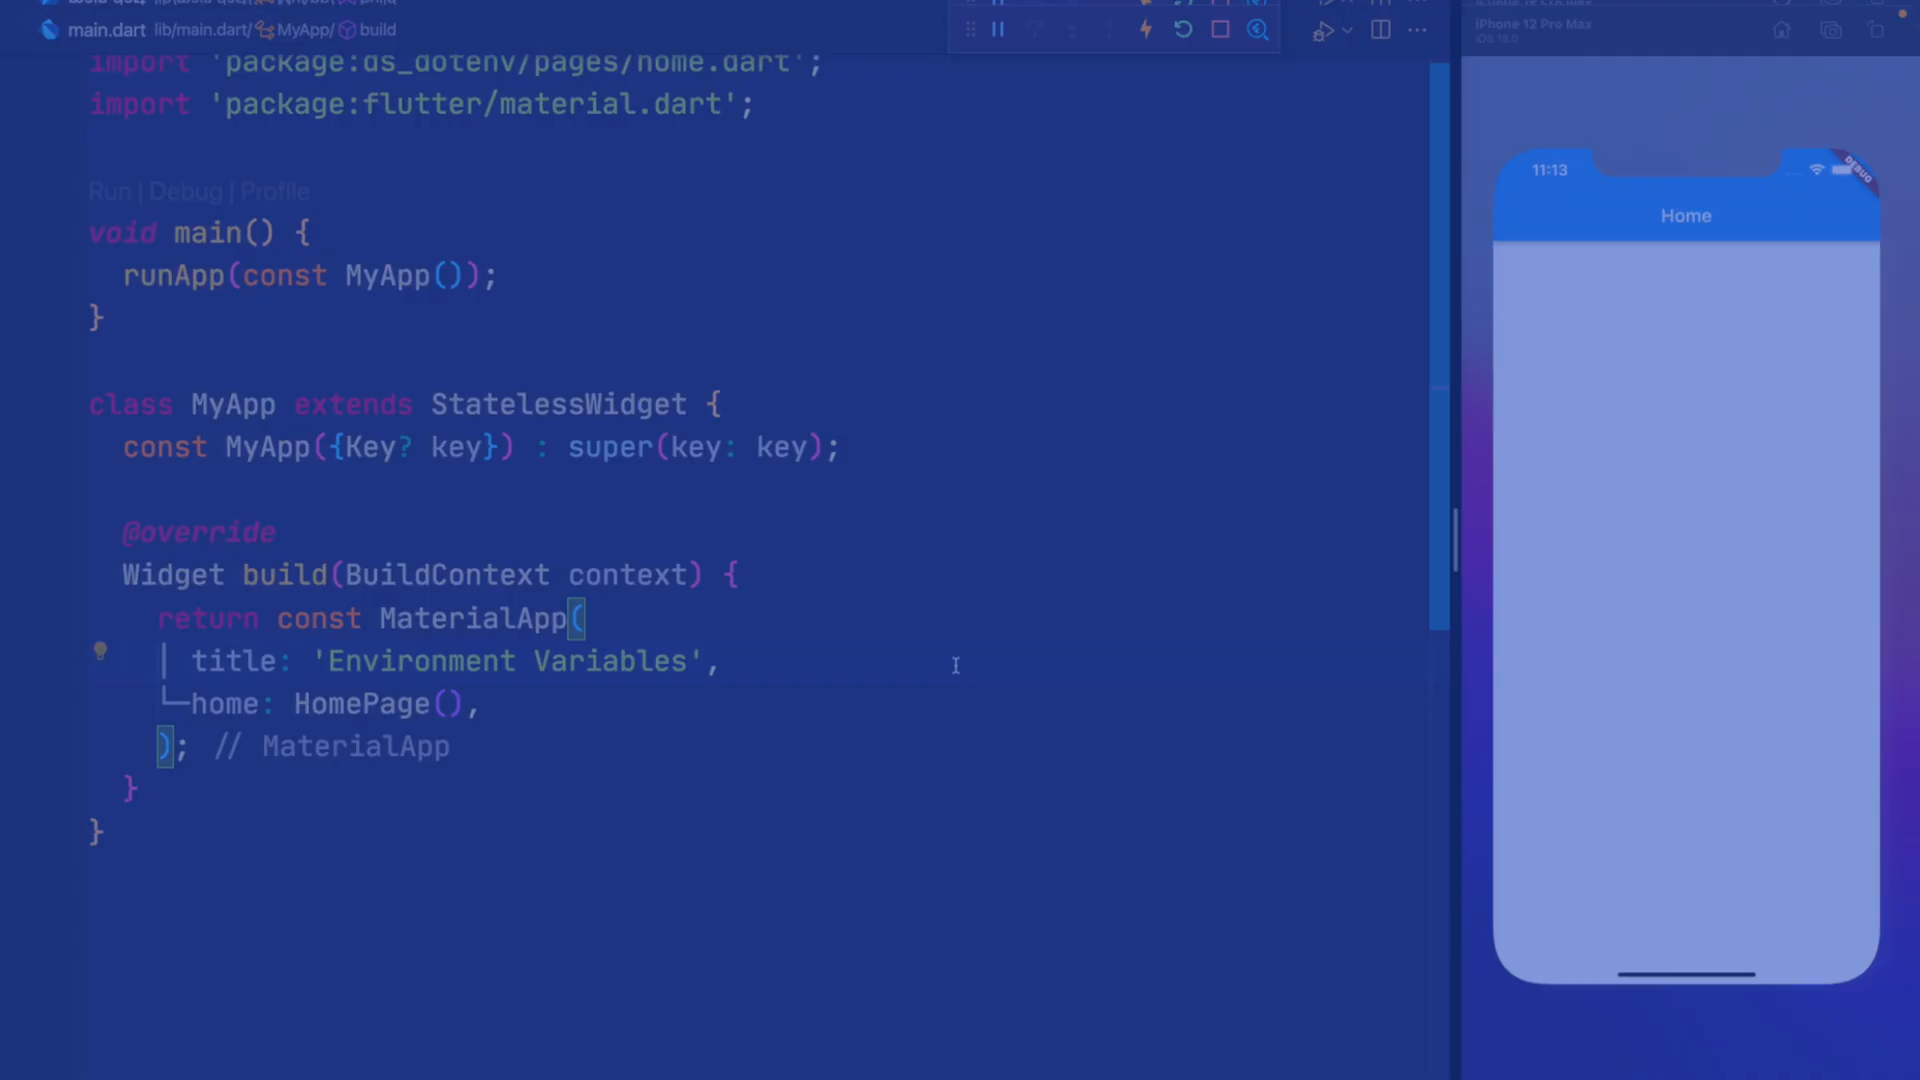 main.dart lib/main.dart/ MyApp/ build
import 'package:ds_dotenv/pages/home.dart';
import 'package:flutter/material.dart';
Run | Debug | Profile
void main() {
runApp(const MyApp());
}
class MyApp extends StatelessWidget {
const MyApp({Key? key}) : super(key: key);
@override
Widget build(BuildContext context) {
return const MaterialApp(
title: 'Environment Variables',
home: HomePage(),
); // MaterialApp
}
}
iPhone 12 Pro Max
iOS 15.0
11:13
DEBUG
Home